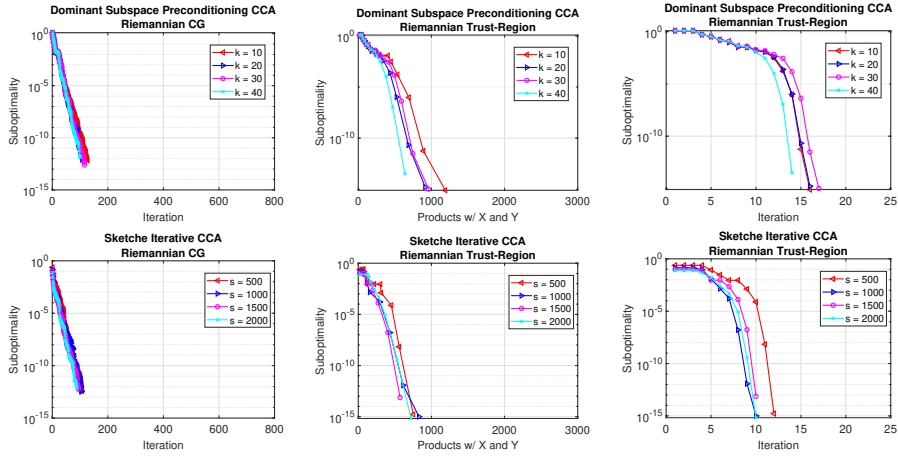 Dominant Subspace Preconditioning CCA
Riemannian CG
10^0
10^-5
10^-10
10^-15
Suboptimality
0 200 400 600 800
Iteration
k = 10
k = 20
k = 30
k = 40
Dominant Subspace Preconditioning CCA
Riemannian Trust-Region
10^0
10^-5
10^-10
Suboptimality
0 1000 2000 3000
Products w/ X and Y
k = 10
k = 20
k = 30
k = 40
Dominant Subspace Preconditioning CCA
Riemannian Trust-Region
10^0
10^-5
10^-10
Suboptimality
0 5 10 15 20 25
Iteration
k = 10
k = 20
k = 30
k = 40
Sketche Iterative CCA
Riemannian CG
10^0
10^-5
10^-10
10^-15
Suboptimality
0 200 400 600 800
Iteration
s = 500
s = 1000
s = 1500
s = 2000
Sketche Iterative CCA
Riemannian Trust-Region
10^0
10^-5
10^-10
10^-15
Suboptimality
0 1000 2000 3000
Products w/ X and Y
s = 500
s = 1000
s = 1500
s = 2000
Sketche Iterative CCA
Riemannian Trust-Region
10^0
10^-5
10^-10
10^-15
Suboptimality
0 5 10 15 20 25
Iteration
s = 500
s = 1000
s = 1500
s = 2000